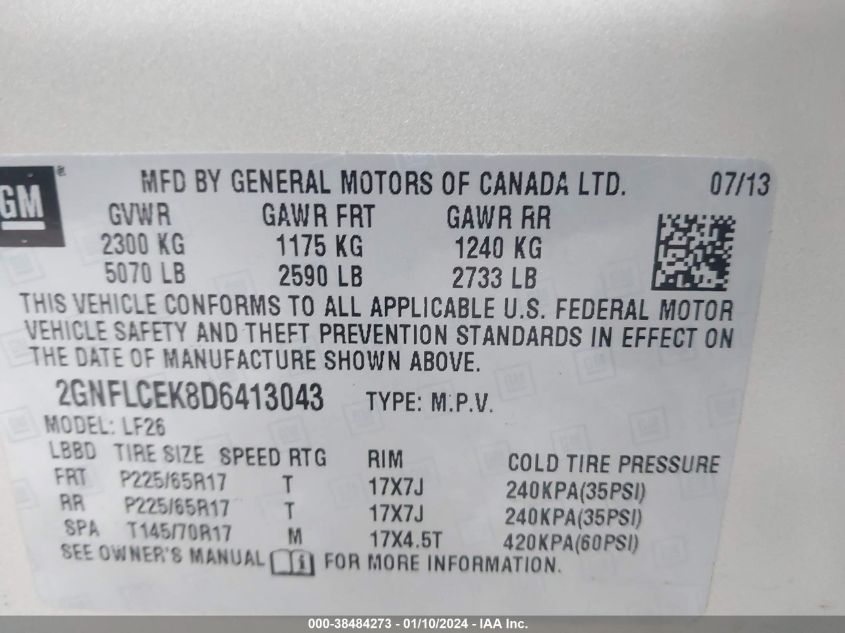 GM
MFD BY GENERAL MOTORS OF CANADA LTD. 07/13
GVWR GAWR FRT GAWR RR
2300 KG 1175 KG 1240 KG
5070 LB 2590 LB 2733 LB
THIS VEHICLE CONFORMS TO ALL APPLICABLE U.S. FEDERAL MOTOR
VEHICLE SAFETY AND THEFT PREVENTION STANDARDS IN EFFECT ON
THE DATE OF MANUFACTURE SHOWN ABOVE.
2GNFLCEK8D6413043 TYPE: M.P.V.
MODEL: LF26
LBBD TIRE SIZE SPEED RTG RIM COLD TIRE PRESSURE
FRT P225/65R17 T 17X7J 240KPA(35PSI)
RR P225/65R17 T 17X7J 240KPA(35PSI)
SPA T145/70R17 M 17X4.5T 420KPA(60PSI)
SEE OWNER'S MANUAL FOR MORE INFORMATION.
000-38484273 - 01/10/2024 - IAA Inc.